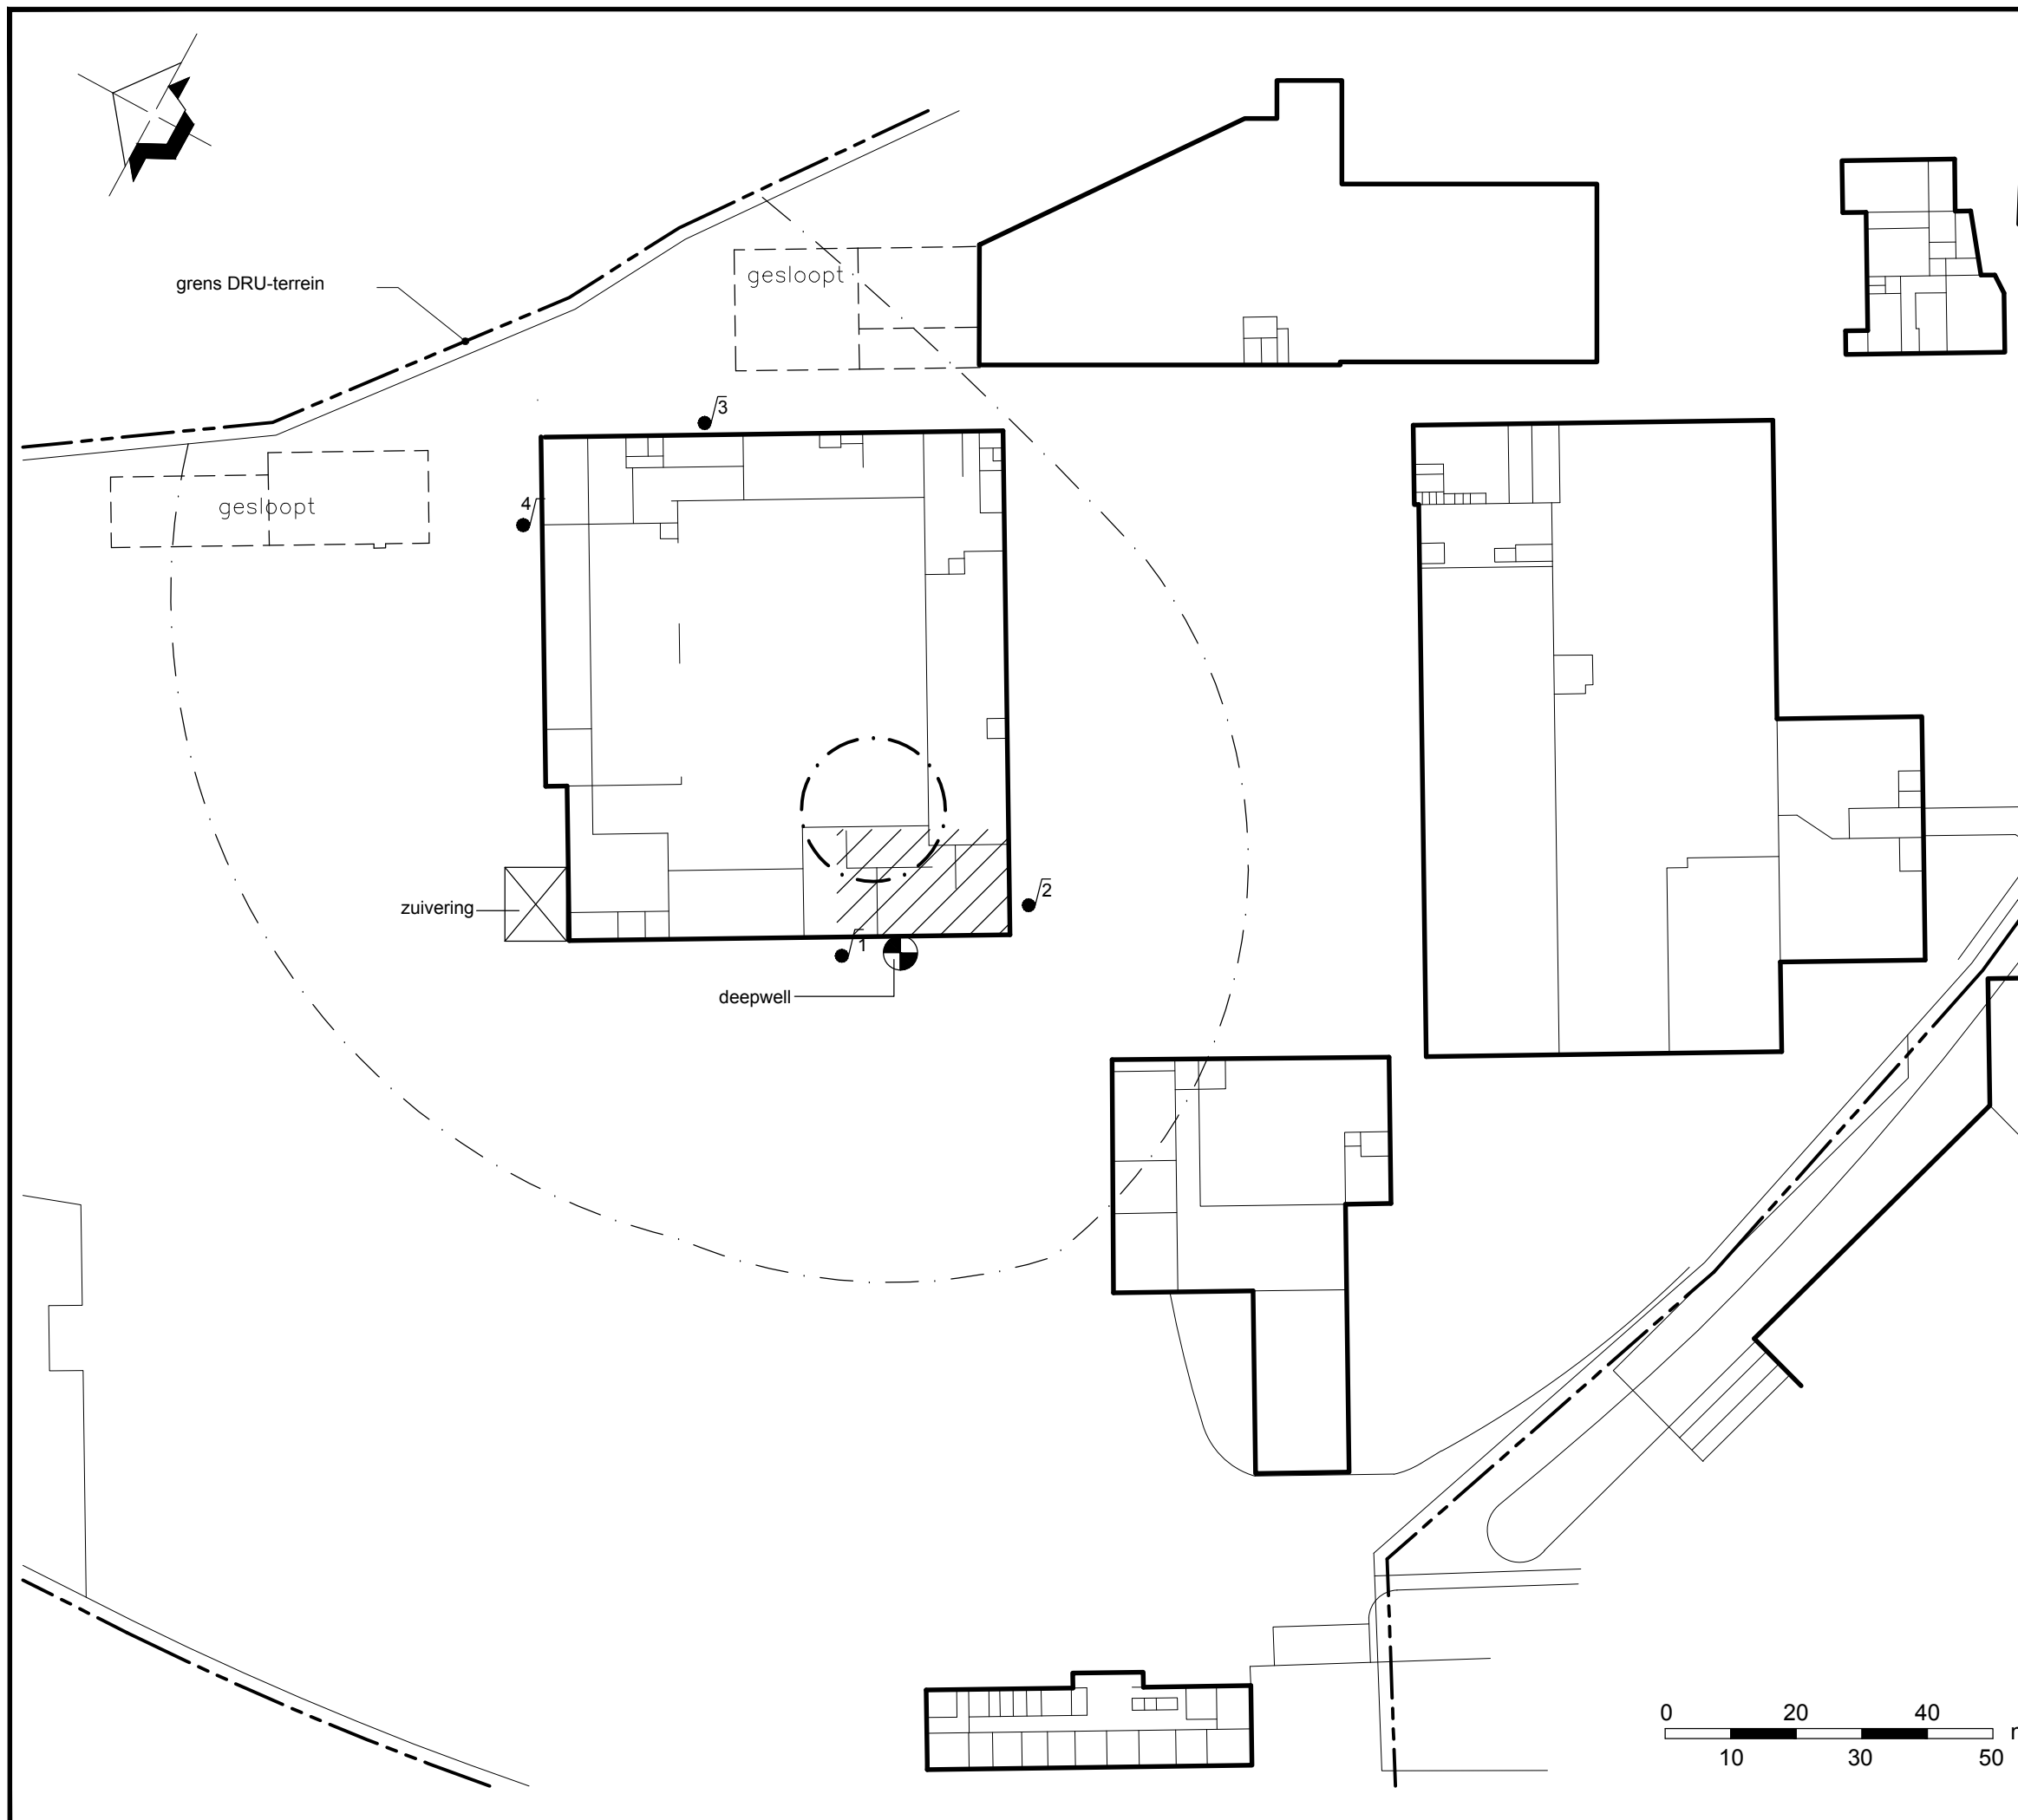 gesloopt
grens DRU-terrein
3
4
gesloopt
2
zuivering
1
deepwell
0 20 40
10 30 50